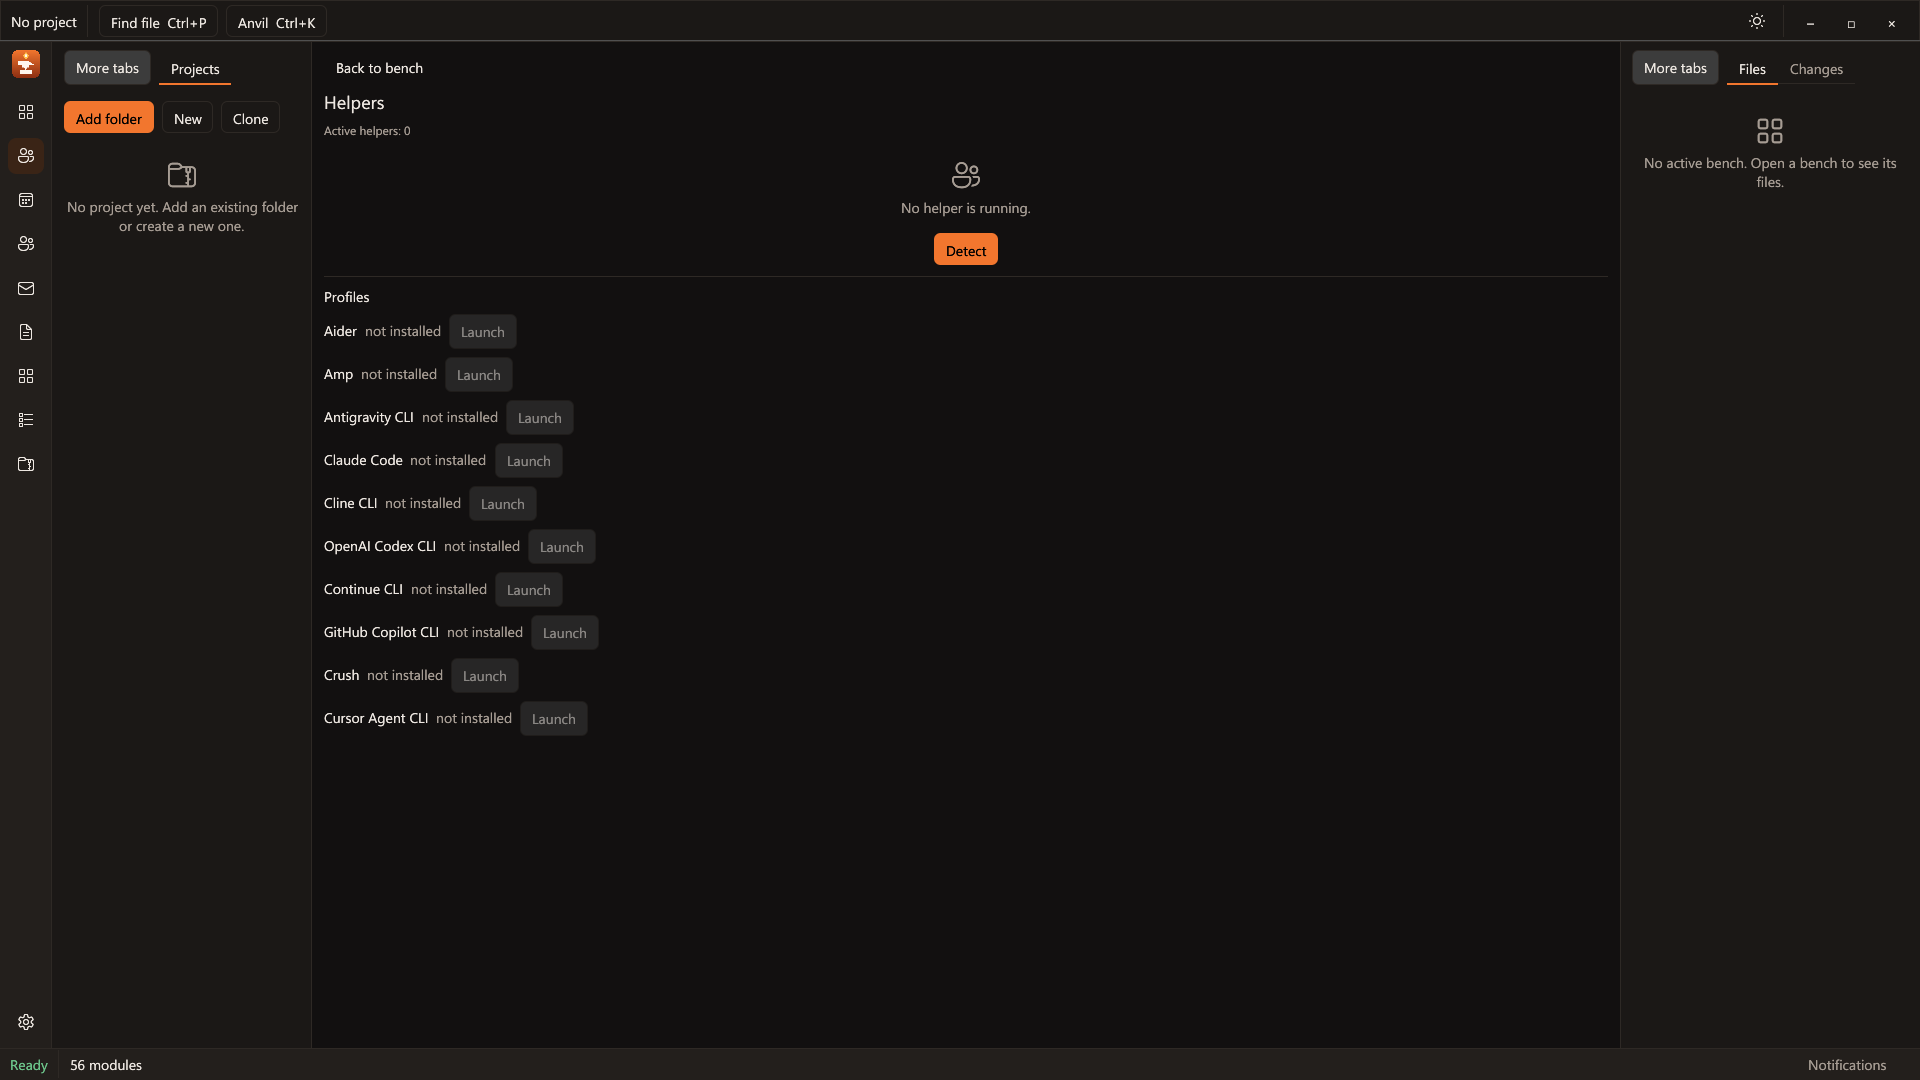 No project
Find file Ctrl+P
Anvil Ctrl+K
More tabs
Projects
Add folder
New
Clone
No project yet. Add an existing folder
or create a new one.
Back to bench
Helpers
Active helpers: 0
No helper is running.
Detect
Profiles
Aider not installed Launch
Amp not installed Launch
Antigravity CLI not installed Launch
Claude Code not installed Launch
Cline CLI not installed Launch
OpenAI Codex CLI not installed Launch
Continue CLI not installed Launch
GitHub Copilot CLI not installed Launch
Crush not installed Launch
Cursor Agent CLI not installed Launch
More tabs
Files
Changes
No active bench. Open a bench to see its
files.
Ready
56 modules
Notifications